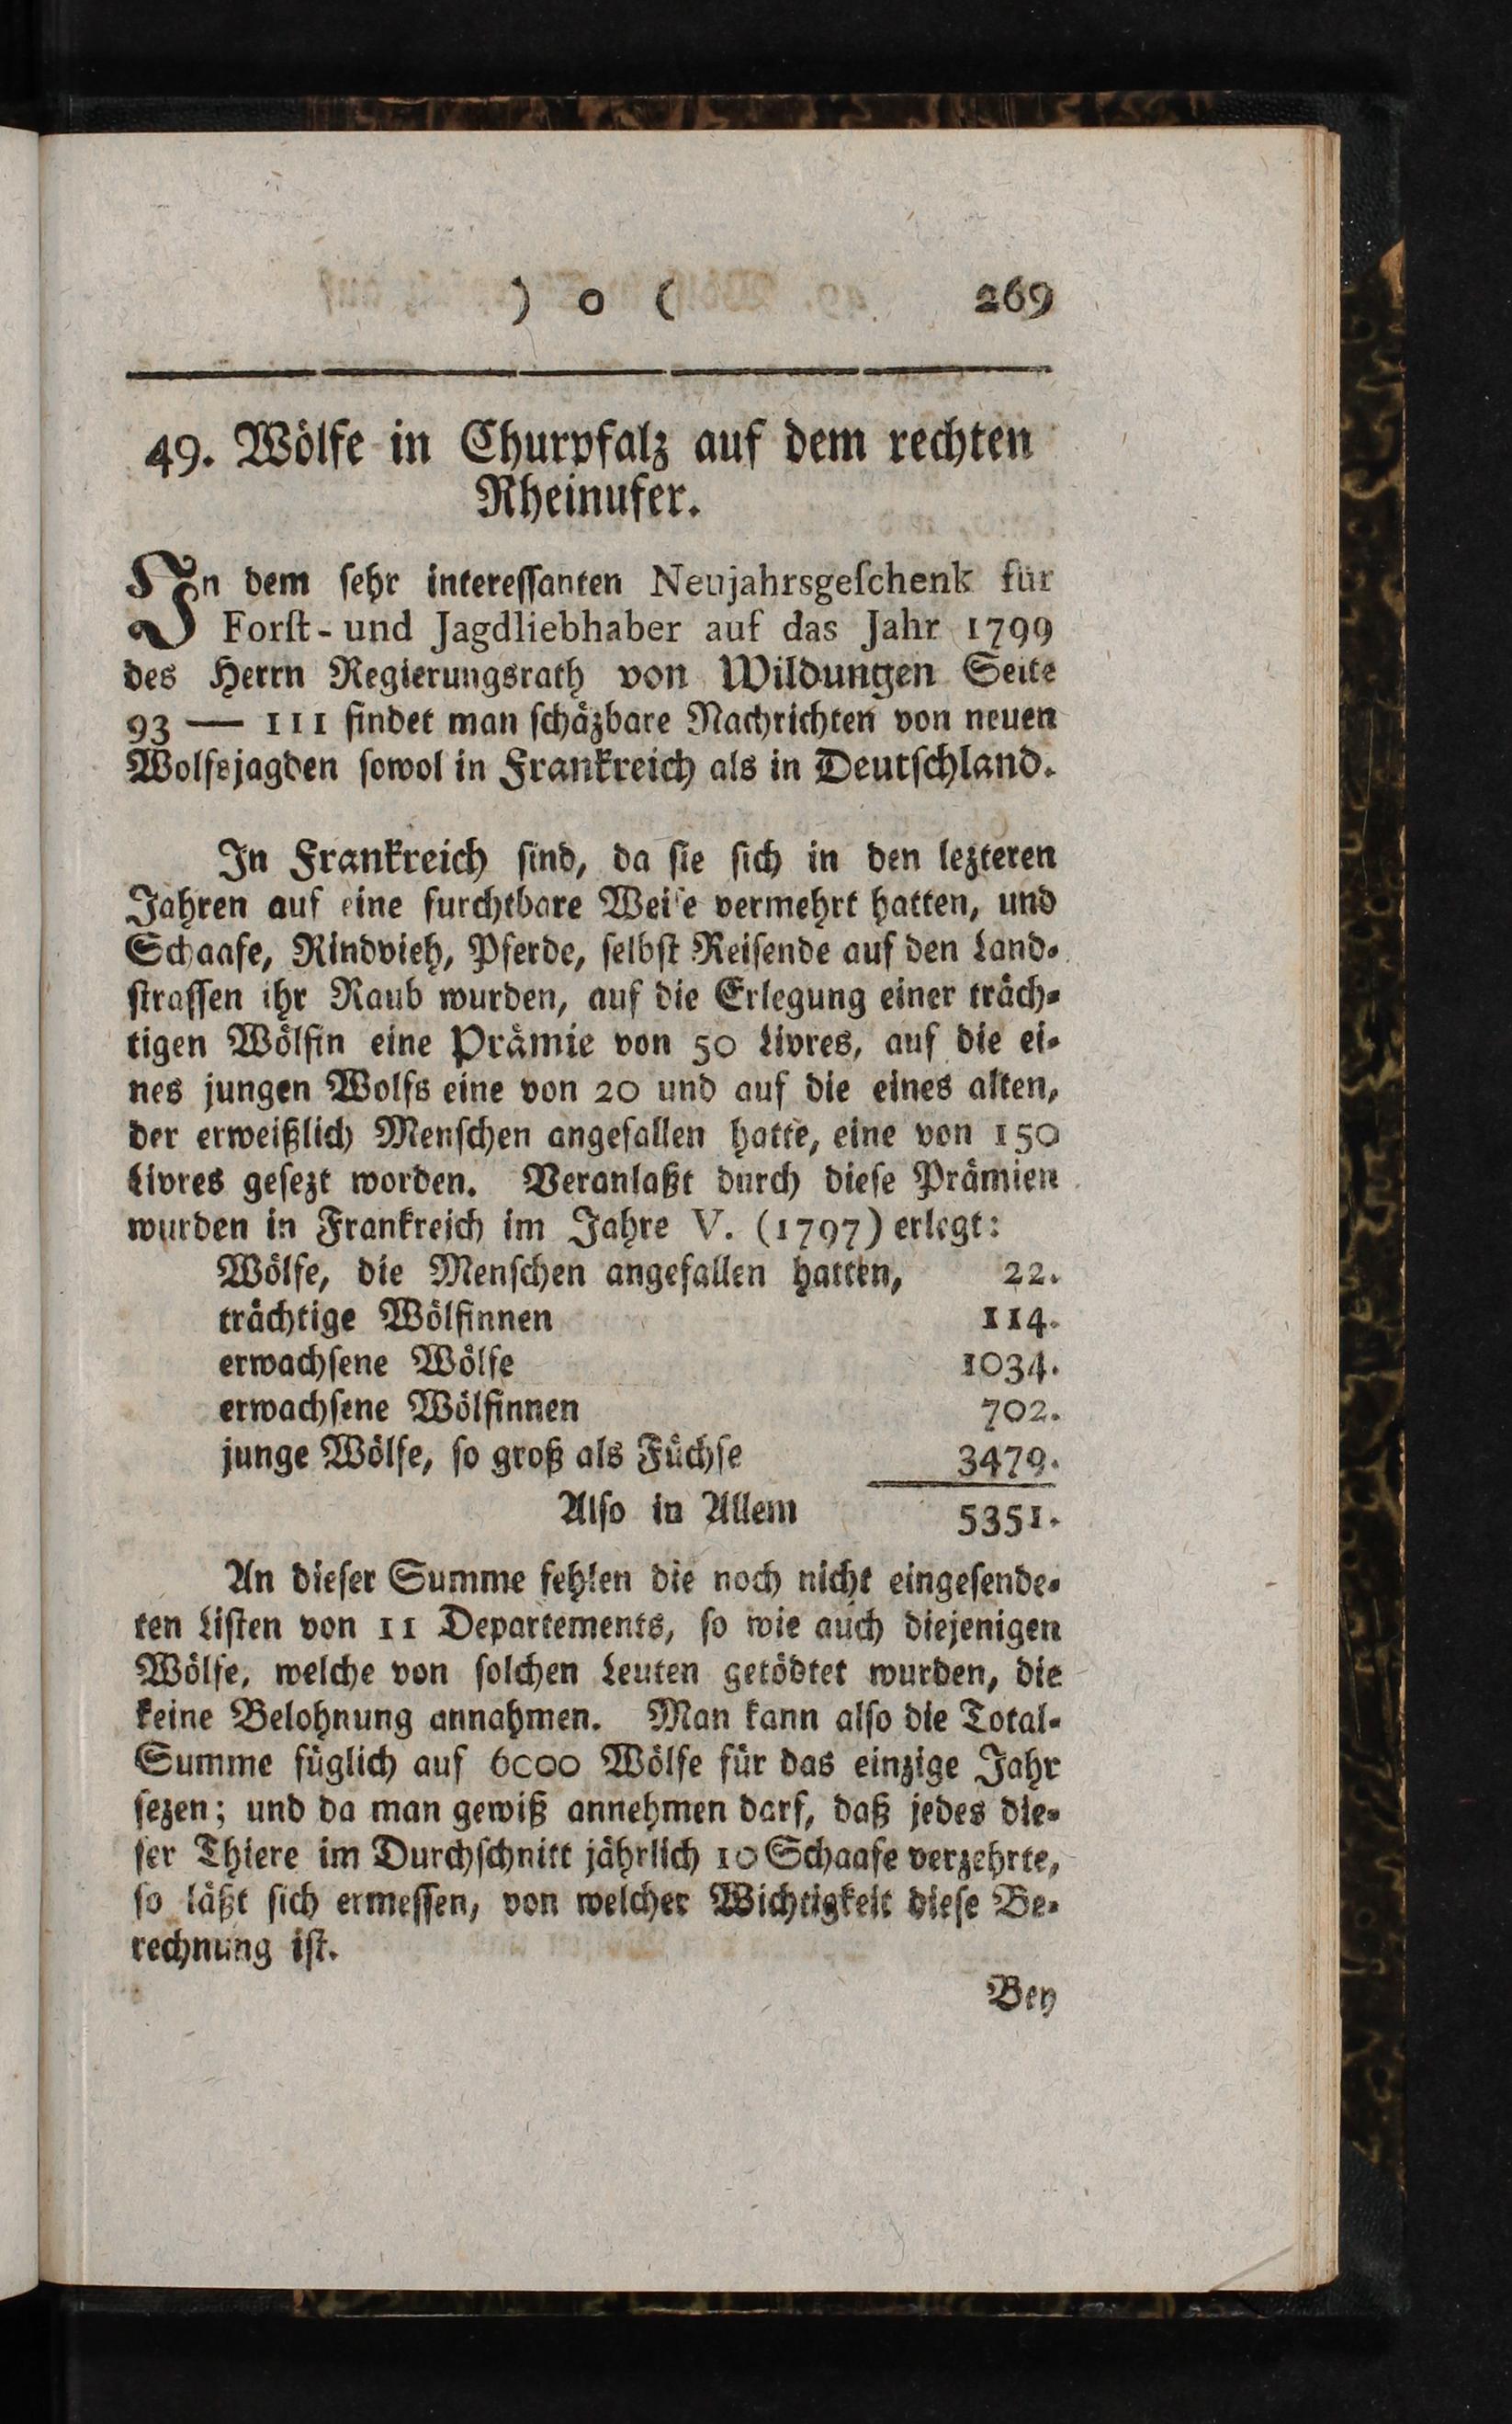 ) o ( 269
49. Wölfe in Churpfalz auf dem rechten
Rheinufer.
In dem ſehr intereſſanten Neujahrsgeſchenk für
Forſt- und Jagdliebhaber auf das Jahr 1799
des Herrn Regierungsrath von Wildungen Seite
93 — 111 findet man ſchäzbare Nachrichten von neuen
Wolfsjagden ſowol in Frankreich als in Deutſchland.
In Frankreich ſind, da ſie ſich in den lezteren
Jahren auf eine furchtbare Weiſe vermehrt hatten, und
Schaafe, Rindvieh, Pferde, ſelbſt Reiſende auf den Land-
ſtraſſen ihr Raub wurden, auf die Erlegung einer träch-
tigen Wölfin eine Prämie von 50 Livres, auf die ei-
nes jungen Wolfs eine von 20 und auf die eines alten,
der erweißlich Menſchen angefallen hatte, eine von 150
Livres geſezt worden. Veranlaßt durch dieſe Prämien
wurden in Frankreich im Jahre V. (1797) erlegt:
Wölfe, die Menſchen angefallen hatten, 22.
trächtige Wölfinnen 114.
erwachſene Wölfe 1034.
erwachſene Wölfinnen 702.
junge Wölfe, ſo groß als Füchſe 3479.
Alſo in Allem 5351.
An dieſer Summe fehlen die noch nicht eingeſende-
ten Liſten von 11 Departements, ſo wie auch diejenigen
Wölfe, welche von ſolchen Leuten getödtet wurden, die
keine Belohnung annahmen. Man kann alſo die Total-
Summe füglich auf 6000 Wölfe für das einzige Jahr
ſezen; und da man gewiß annehmen darf, daß jedes die-
ſer Thiere im Durchſchnitt jährlich 10 Schaafe verzehrte,
ſo läßt ſich ermeſſen, von welcher Wichtigkeit dieſe Be-
rechnung iſt.
Bey